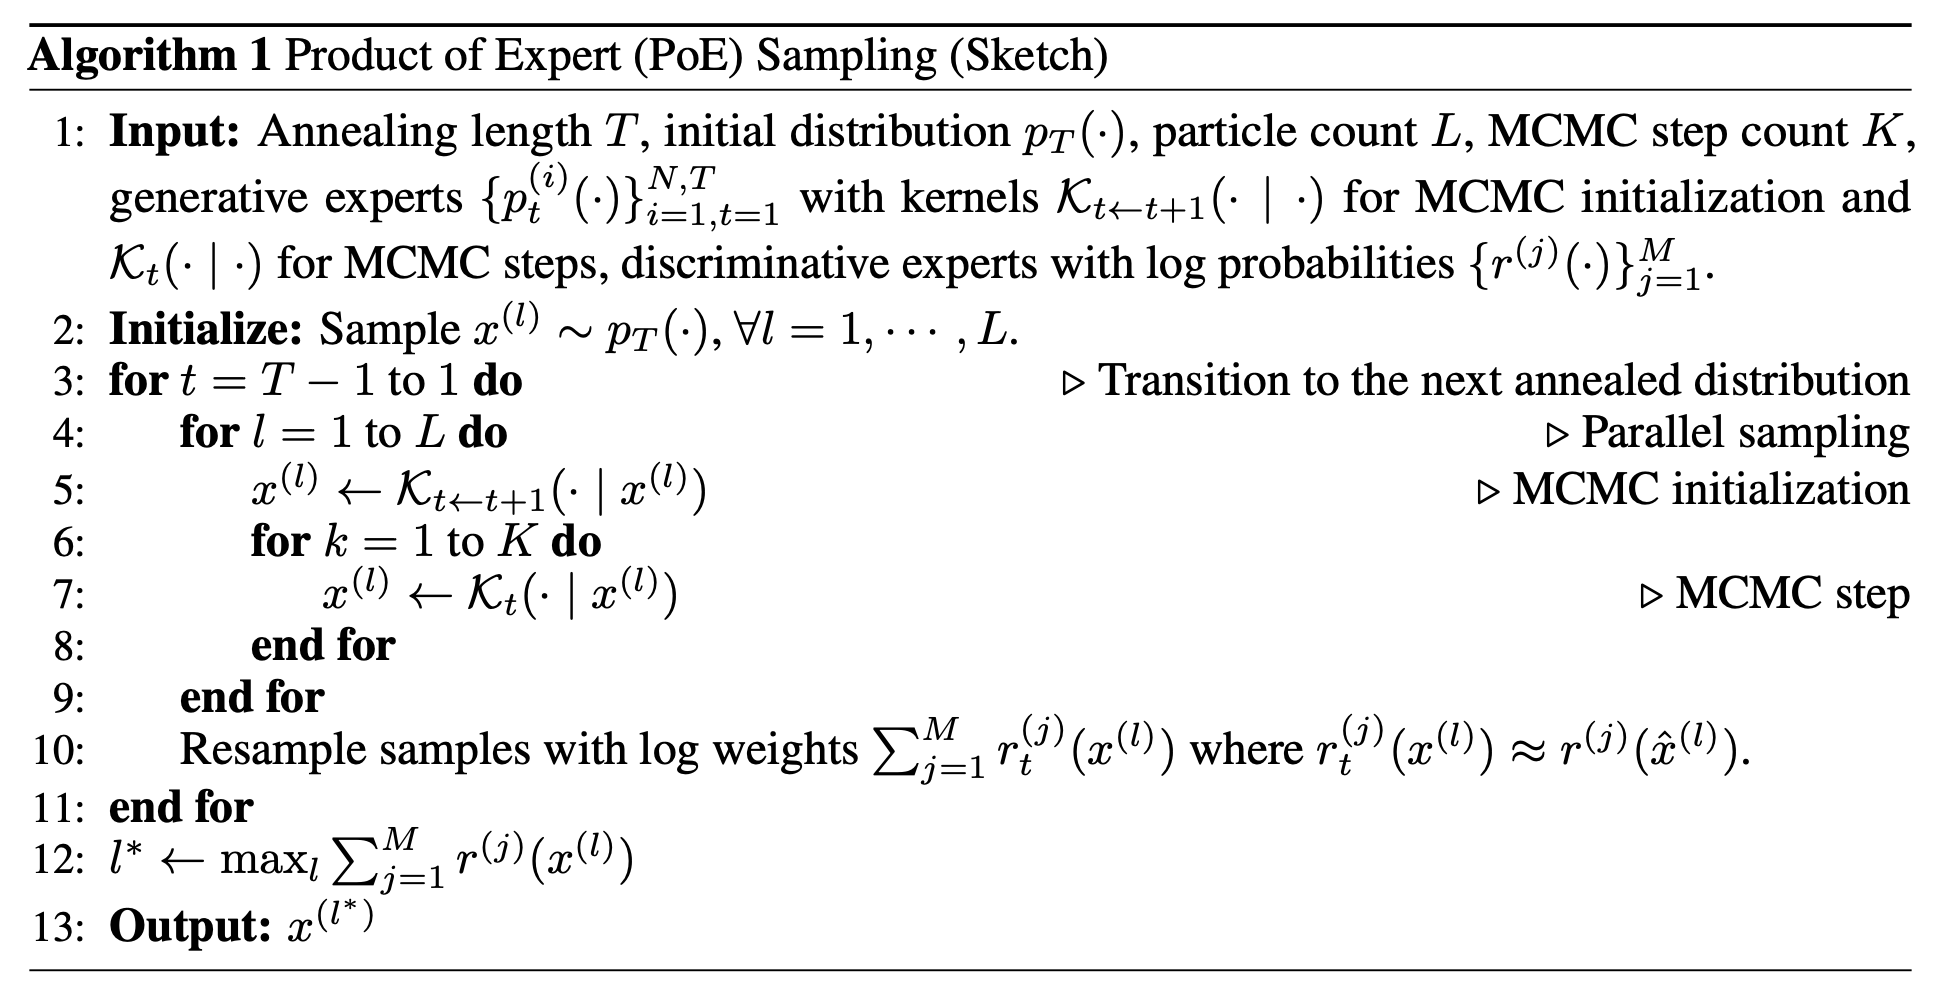 Algorithm 1 Product of Expert (PoE) Sampling (Sketch)
1: Input: Annealing length $T$, initial distribution $p_T(\cdot)$, particle count $L$, MCMC step count $K$,
generative experts $\{p_t^{(i)}(\cdot)\}_{i=1,t=1}^{N,T}$ with kernels $\mathcal{K}_{t\leftarrow t+1}(\cdot \mid \cdot)$ for MCMC initialization and
$\mathcal{K}_t(\cdot \mid \cdot)$ for MCMC steps, discriminative experts with log probabilities $\{r^{(j)}(\cdot)\}_{j=1}^{M}$.
2: Initialize: Sample $x^{(l)} \sim p_T(\cdot), \forall l = 1, \cdots, L$.
3: for $t = T - 1$ to 1 do ▷ Transition to the next annealed distribution
4: for $l = 1$ to $L$ do ▷ Parallel sampling
5: $x^{(l)} \leftarrow \mathcal{K}_{t\leftarrow t+1}(\cdot \mid x^{(l)})$ ▷ MCMC initialization
6: for $k = 1$ to $K$ do
7: $x^{(l)} \leftarrow \mathcal{K}_t(\cdot \mid x^{(l)})$ ▷ MCMC step
8: end for
9: end for
10: Resample samples with log weights $\sum_{j=1}^{M} r_t^{(j)}(x^{(l)})$ where $r_t^{(j)}(x^{(l)}) \approx r^{(j)}(\hat{x}^{(l)})$.
11: end for
12: $l^* \leftarrow \max_l \sum_{j=1}^{M} r^{(j)}(x^{(l)})$
13: Output: $x^{(l^*)}$